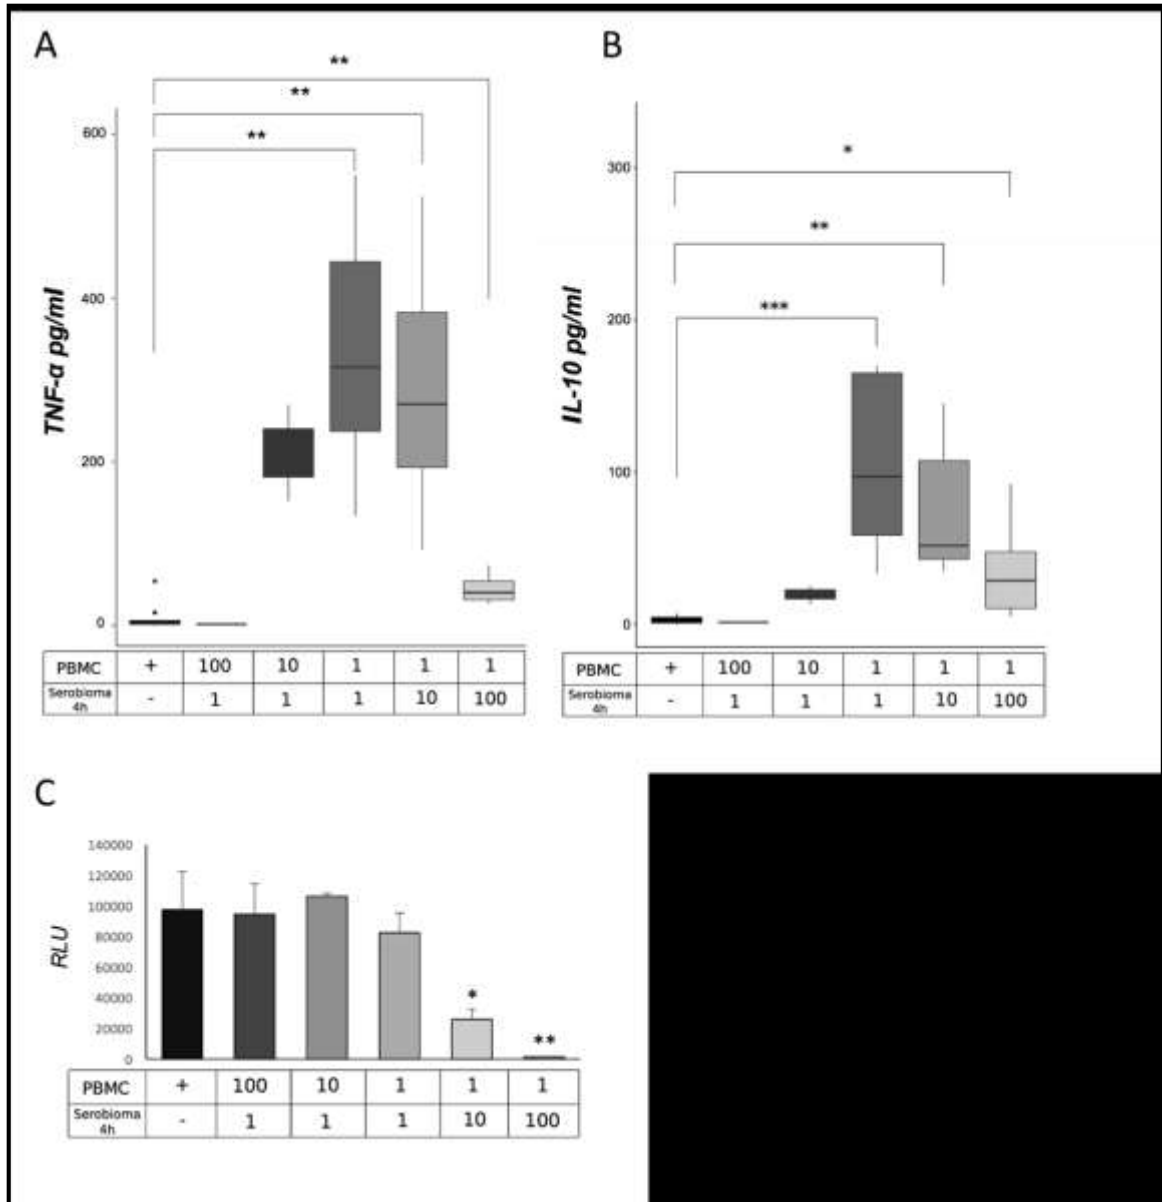 A
B
**
**
**
600
400
200
0
TNF-α pg/ml
*
**
***
300
200
100
0
IL-10 pg/ml
PBMC + 100 10 1 1 1
Serobioma 4h - 1 1 1 10 100
PBMC + 100 10 1 1 1
Serobioma 4h - 1 1 1 10 100
C
140000
120000
100000
80000
60000
40000
20000
0
RLU
*
**
PBMC + 100 10 1 1 1
Serobioma 4h - 1 1 1 10 100